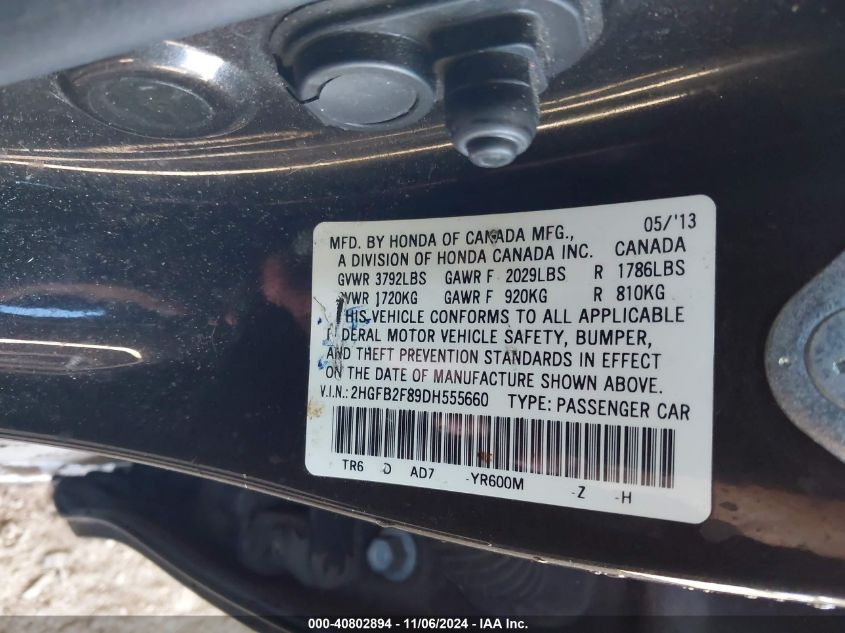 05/'13
MFD. BY HONDA OF CANADA MFG.,
A DIVISION OF HONDA CANADA INC. CANADA
GVWR 3792LBS GAWR F 2029LBS R 1786LBS
VWR 1720KG GAWR F 920KG R 810KG
THIS VEHICLE CONFORMS TO ALL APPLICABLE
FEDERAL MOTOR VEHICLE SAFETY, BUMPER,
AND THEFT PREVENTION STANDARDS IN EFFECT
ON THE DATE OF MANUFACTURE SHOWN ABOVE.
V.I.N.: 2HGFB2F89DH555660 TYPE: PASSENGER CAR
TR6 D AD7 -YR600M -Z -H
000-40802894 - 11/06/2024 - IAA Inc.